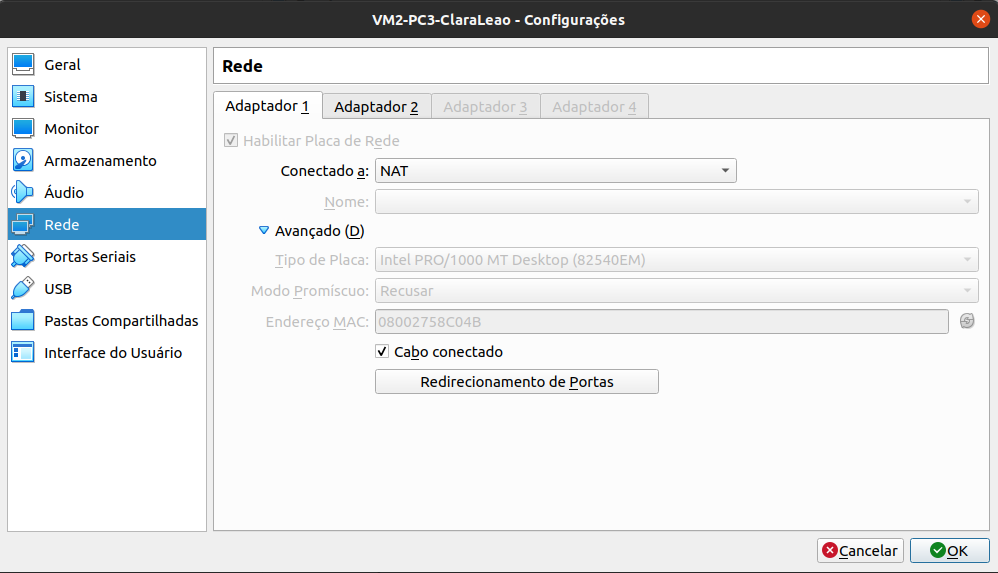 VM2-PC3-ClaraLeao - Configurações
Geral
Sistema
Monitor
Armazenamento
Áudio
Rede
Portas Seriais
USB
Pastas Compartilhadas
Interface do Usuário
Rede
Adaptador 1 Adaptador 2 Adaptador 3 Adaptador 4
Habilitar Placa de Rede
Conectado a: NAT
Nome:
Avançado (D)
Tipo de Placa: Intel PRO/1000 MT Desktop (82540EM)
Modo Promíscuo: Recusar
Endereço MAC: 08002758C04B
Cabo conectado
Redirecionamento de Portas
Cancelar OK